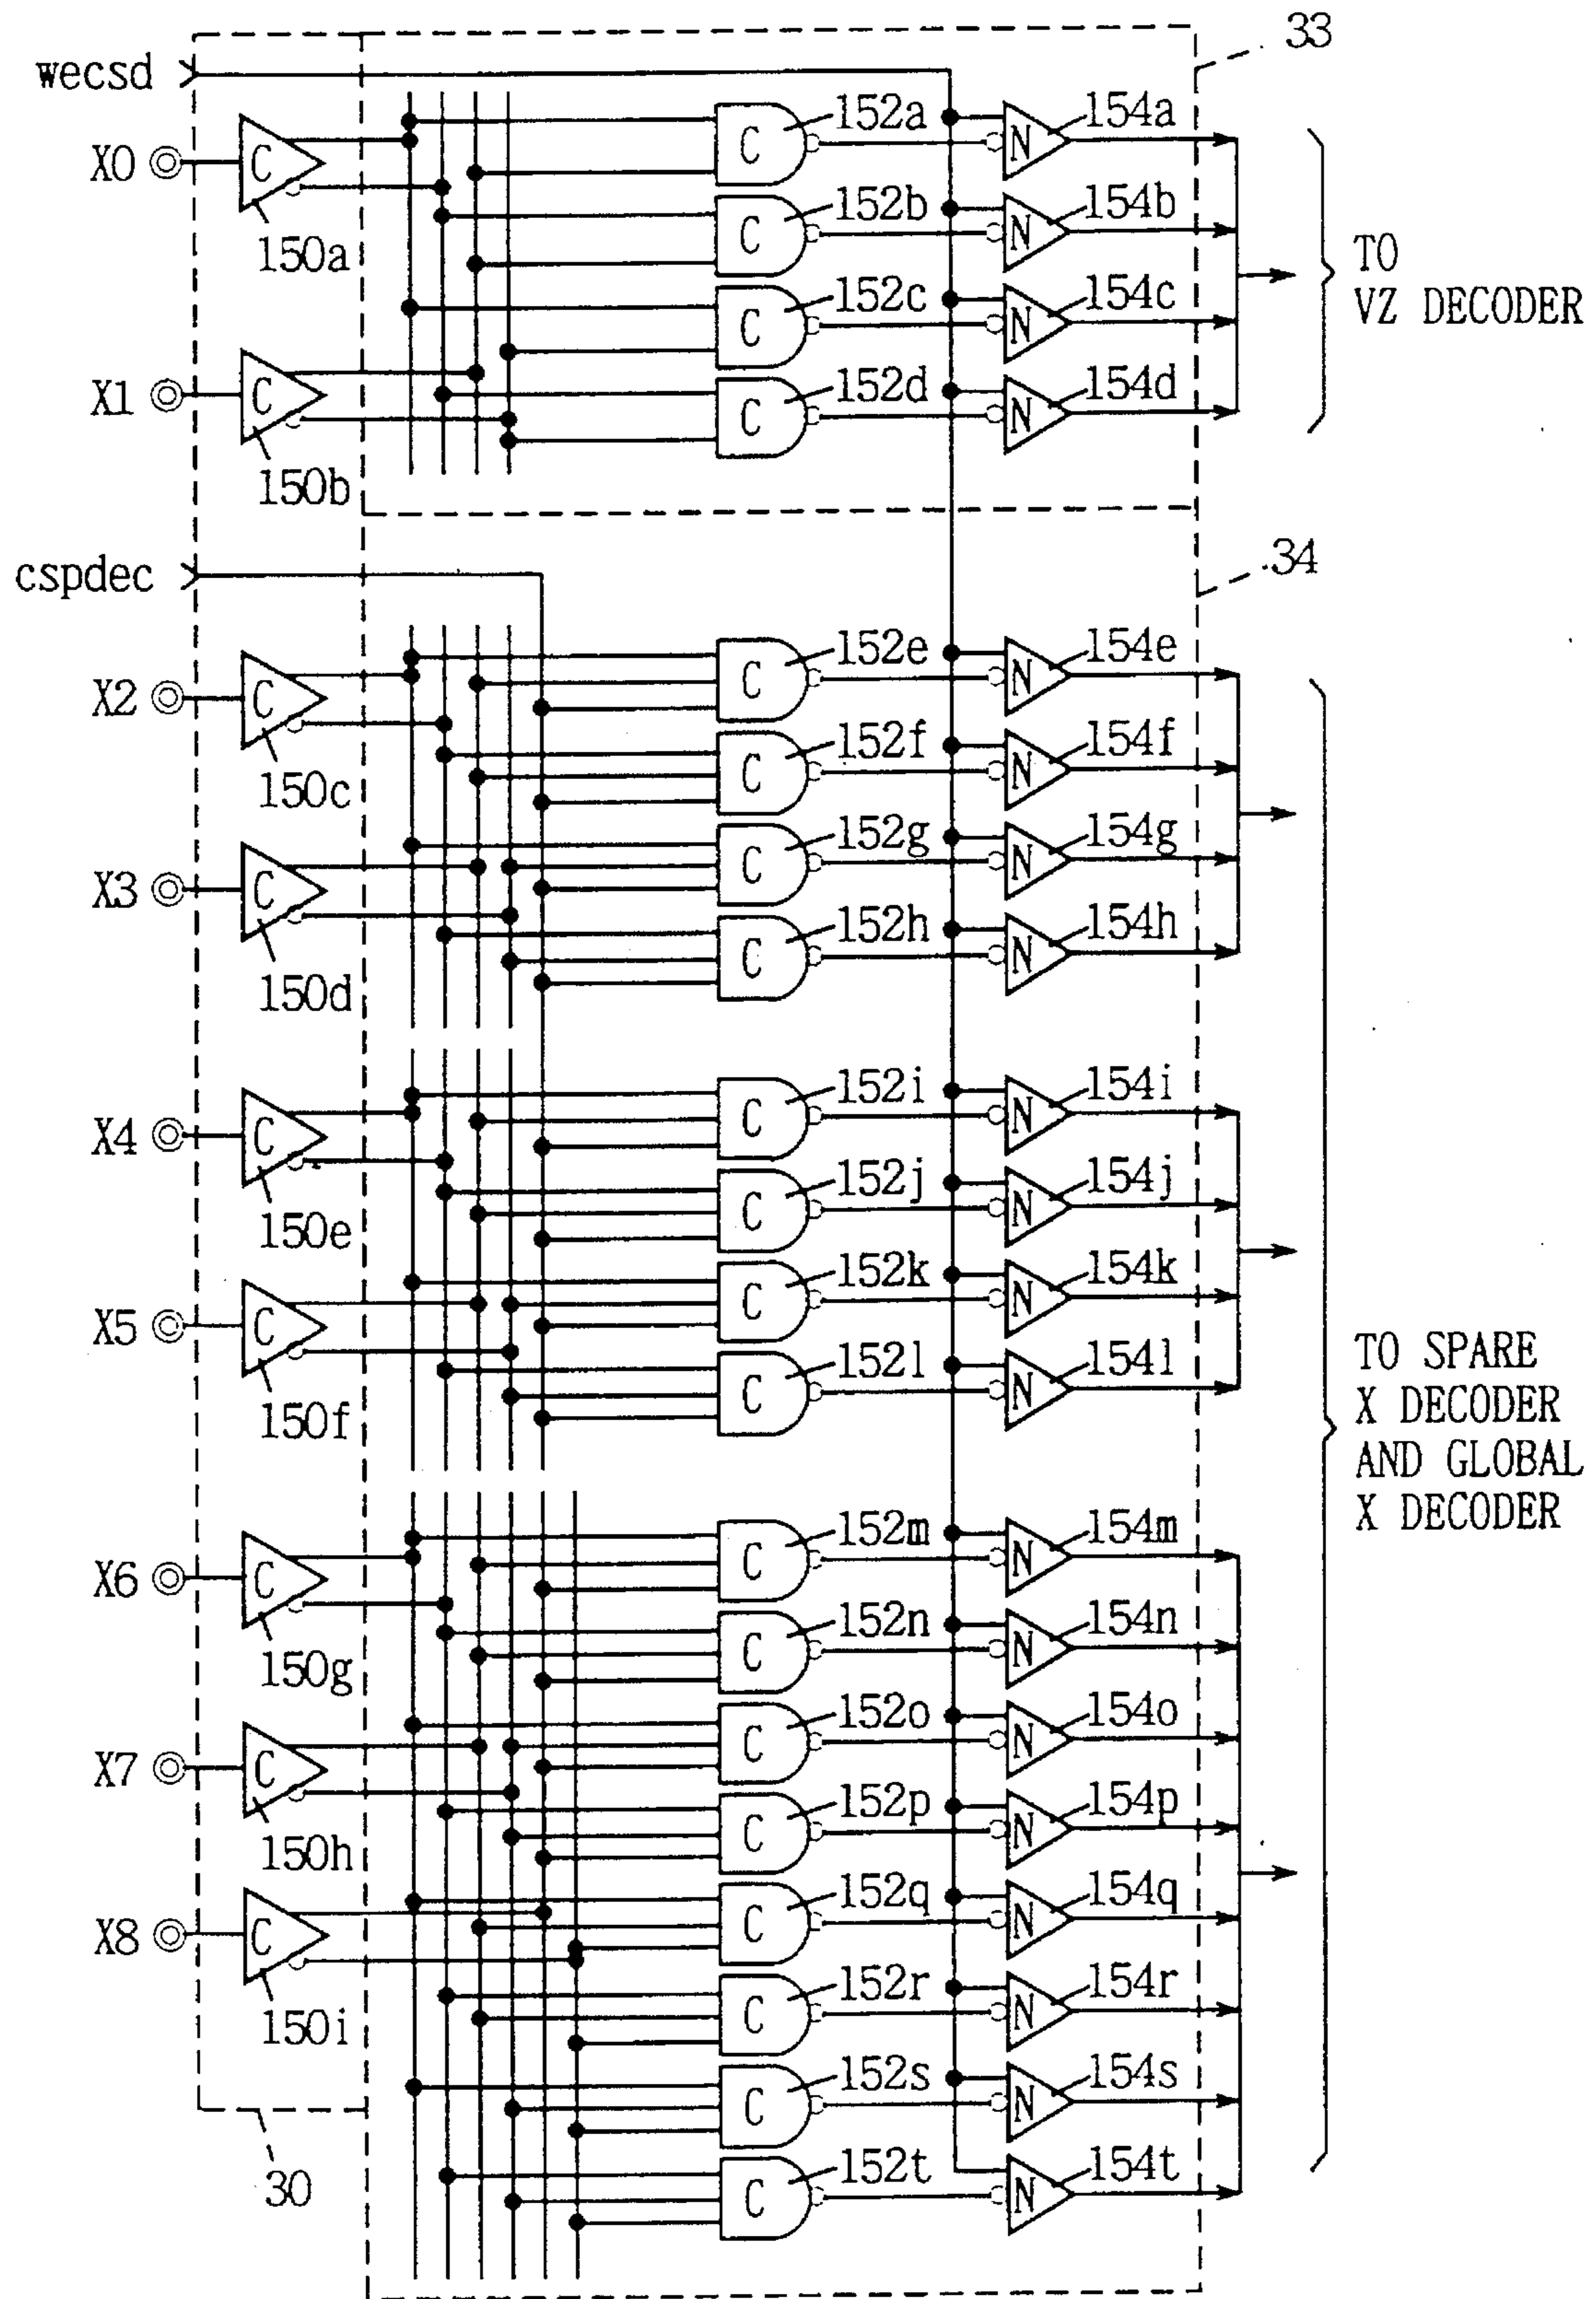 33
wecsd
C
X0
150a
C
152a
N
154a
C
152b
N
154b
TO
VZ DECODER
C
152c
N
154c
X1
C
150b
C
152d
N
154d
cspdec
34
X2
C
150c
C
152e
N
154e
C
152f
N
154f
X3
C
150d
C
152g
N
154g
C
152h
N
154h
X4
C
150e
C
152i
N
154i
C
152j
N
154j
X5
C
150f
C
152k
N
154k
C
152l
N
154l
TO SPARE
X DECODER
AND GLOBAL
X DECODER
X6
C
150g
C
152m
N
154m
C
152n
N
154n
X7
C
150h
C
152o
N
154o
C
152p
N
154p
X8
C
150i
C
152q
N
154q
C
152r
N
154r
C
152s
N
154s
30
C
152t
N
154t